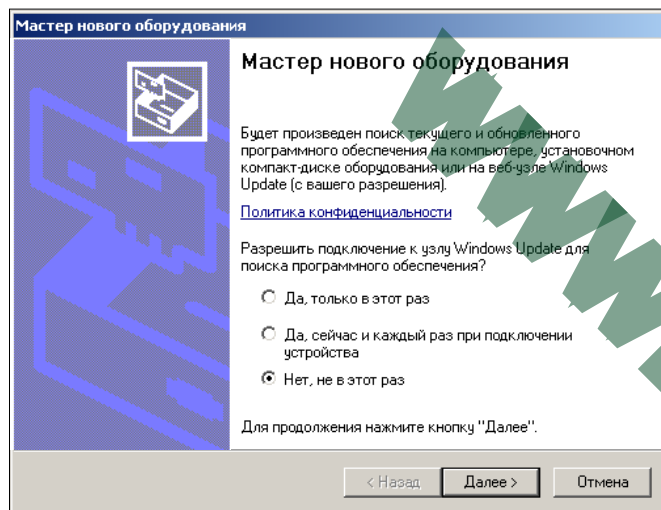 Мастер нового оборудования
Мастер нового оборудования
Будет произведен поиск текущего и обновленного
программного обеспечения на компьютере, установочном
компакт-диске оборудования или на веб-узле Windows
Update (с вашего разрешения).
Политика конфиденциальности
Разрешить подключение к узлу Windows Update для
поиска программного обеспечения?
Да, только в этот раз
Да, сейчас и каждый раз при подключении
устройства
Нет, не в этот раз
Для продолжения нажмите кнопку "Далее".
< Назад
Далее >
Отмена